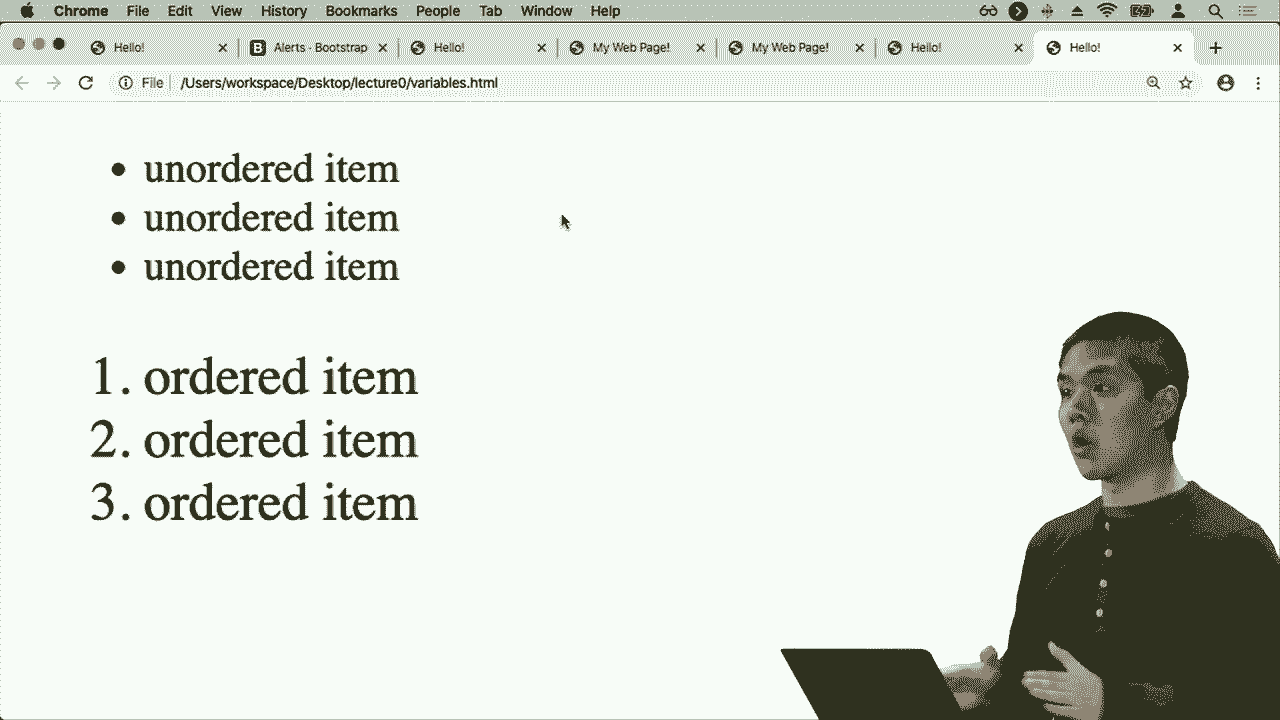 Chrome File Edit View History Bookmarks People Tab Window Help
Hello! Alerts · Bootstrap Hello! My Web Page! My Web Page! Hello! Hello!
File /Users/workspace/Desktop/lecture0/variables.html
• unordered item
• unordered item
• unordered item
1. ordered item
2. ordered item
3. ordered item